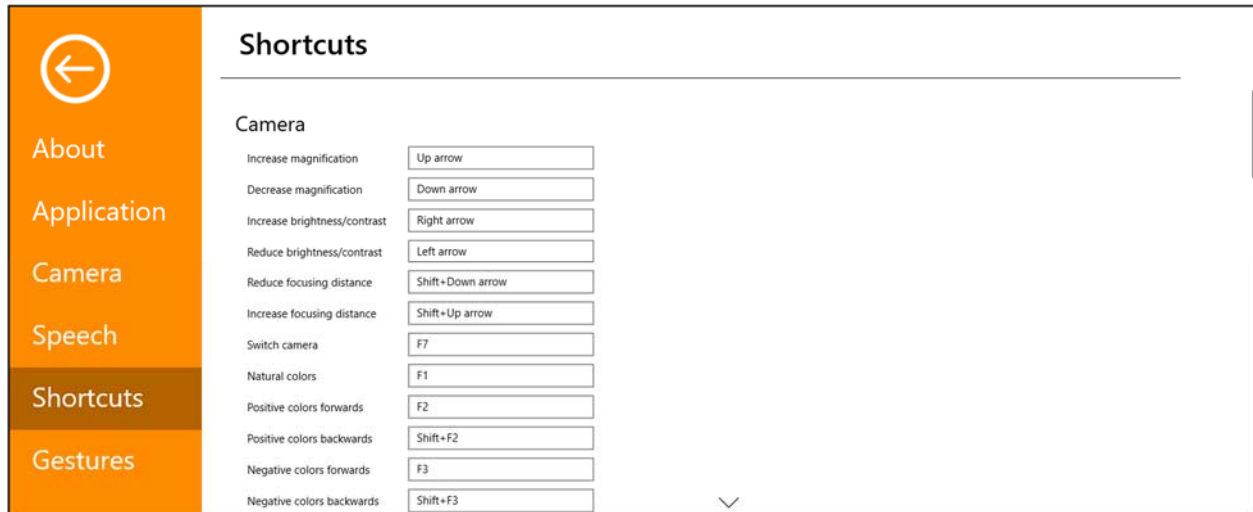 Shortcuts
About
Application
Camera
Speech
Shortcuts
Gestures
Camera
Increase magnification Up arrow
Decrease magnification Down arrow
Increase brightness/contrast Right arrow
Reduce brightness/contrast Left arrow
Reduce focusing distance Shift+Down arrow
Increase focusing distance Shift+Up arrow
Switch camera F7
Natural colors F1
Positive colors forwards F2
Positive colors backwards Shift+F2
Negative colors forwards F3
Negative colors backwards Shift+F3